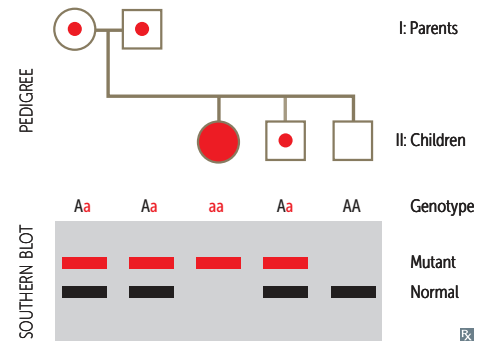 I: Parents
PEDIGREE
II: Children
Aa Aa aa Aa AA Genotype
SOUTHERN BLOT
Mutant
Normal
Rx